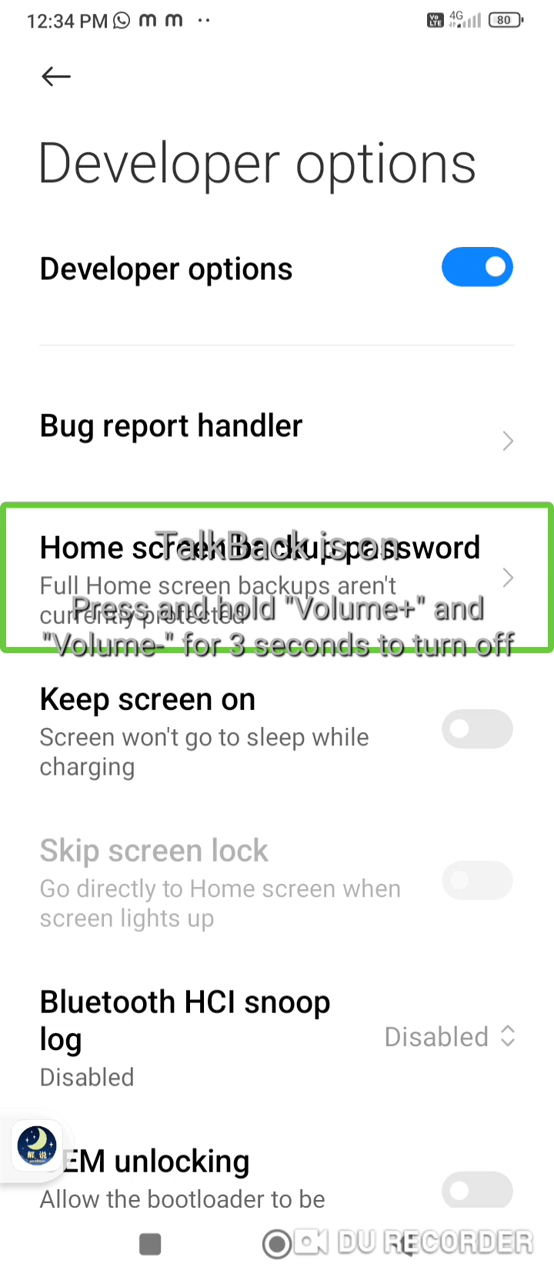 12:34 PM m m ··
Vo LTE 4G 80
Developer options
Developer options
Bug report handler
Home screen backup password
TalkBack is on
Full Home screen backups aren't
currently protected
Press and hold "Volume+" and
"Volume-" for 3 seconds to turn off
Keep screen on
Screen won't go to sleep while
charging
Skip screen lock
Go directly to Home screen when
screen lights up
Bluetooth HCI snoop
log
Disabled
Disabled
EM unlocking
Allow the bootloader to be
DU RECORDER